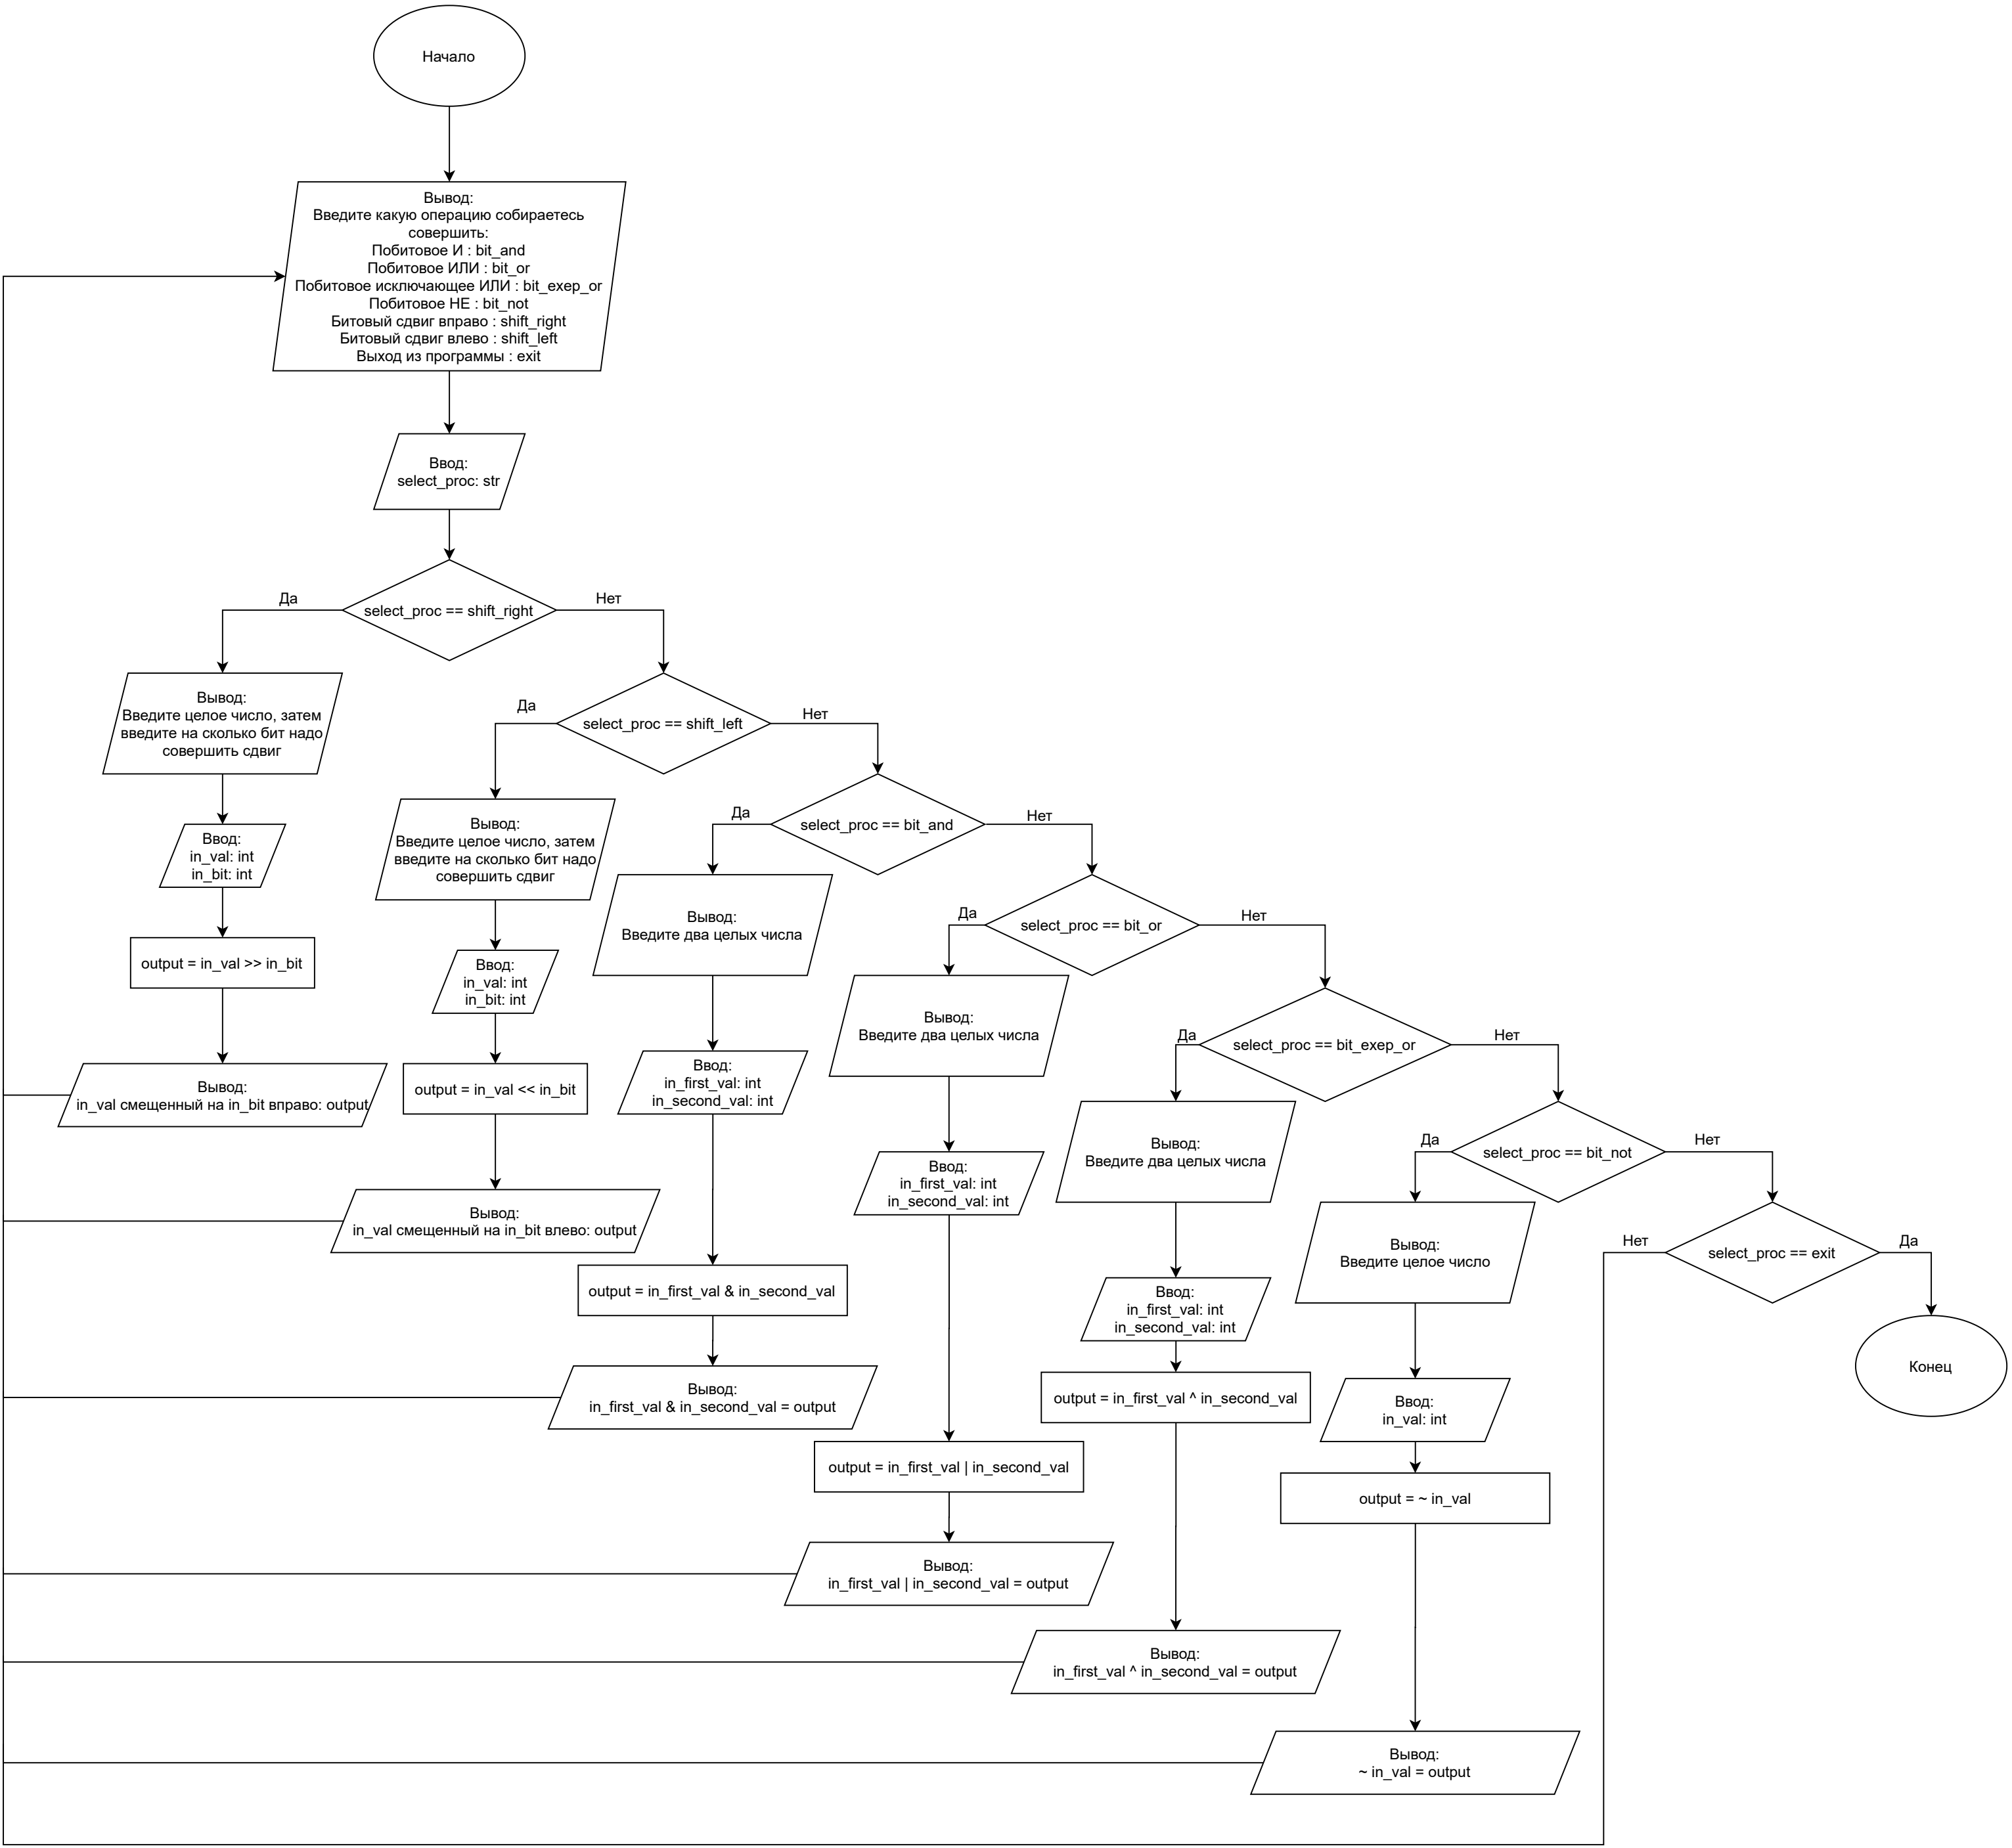 Начало
Вывод:
Введите какую операцию собираетесь
совершить:
Побитовое И : bit_and
Побитовое ИЛИ : bit_or
Побитовое исключающее ИЛИ : bit_exep_or
Побитовое НЕ : bit_not
Битовый сдвиг вправо : shift_right
Битовый сдвиг влево : shift_left
Выход из программы : exit
Ввод:
select_proc: str
select_proc == shift_right
Да
Нет
Вывод:
Введите целое число, затем
введите на сколько бит надо
совершить сдвиг
Ввод:
in_val: int
in_bit: int
output = in_val >> in_bit
Вывод:
in_val смещенный на in_bit вправо: output
select_proc == shift_left
Да
Нет
Вывод:
Введите целое число, затем
введите на сколько бит надо
совершить сдвиг
Ввод:
in_val: int
in_bit: int
output = in_val << in_bit
Вывод:
in_val смещенный на in_bit влево: output
select_proc == bit_and
Да
Нет
Вывод:
Введите два целых числа
Ввод:
in_first_val: int
in_second_val: int
output = in_first_val & in_second_val
Вывод:
in_first_val & in_second_val = output
select_proc == bit_or
Да
Нет
Вывод:
Введите два целых числа
Ввод:
in_first_val: int
in_second_val: int
output = in_first_val | in_second_val
Вывод:
in_first_val | in_second_val = output
select_proc == bit_exep_or
Да
Нет
Вывод:
Введите два целых числа
Ввод:
in_first_val: int
in_second_val: int
output = in_first_val ^ in_second_val
Вывод:
in_first_val ^ in_second_val = output
select_proc == bit_not
Да
Нет
Вывод:
Введите целое число
Ввод:
in_val: int
output = ~ in_val
Вывод:
~ in_val = output
select_proc == exit
Нет
Да
Конец